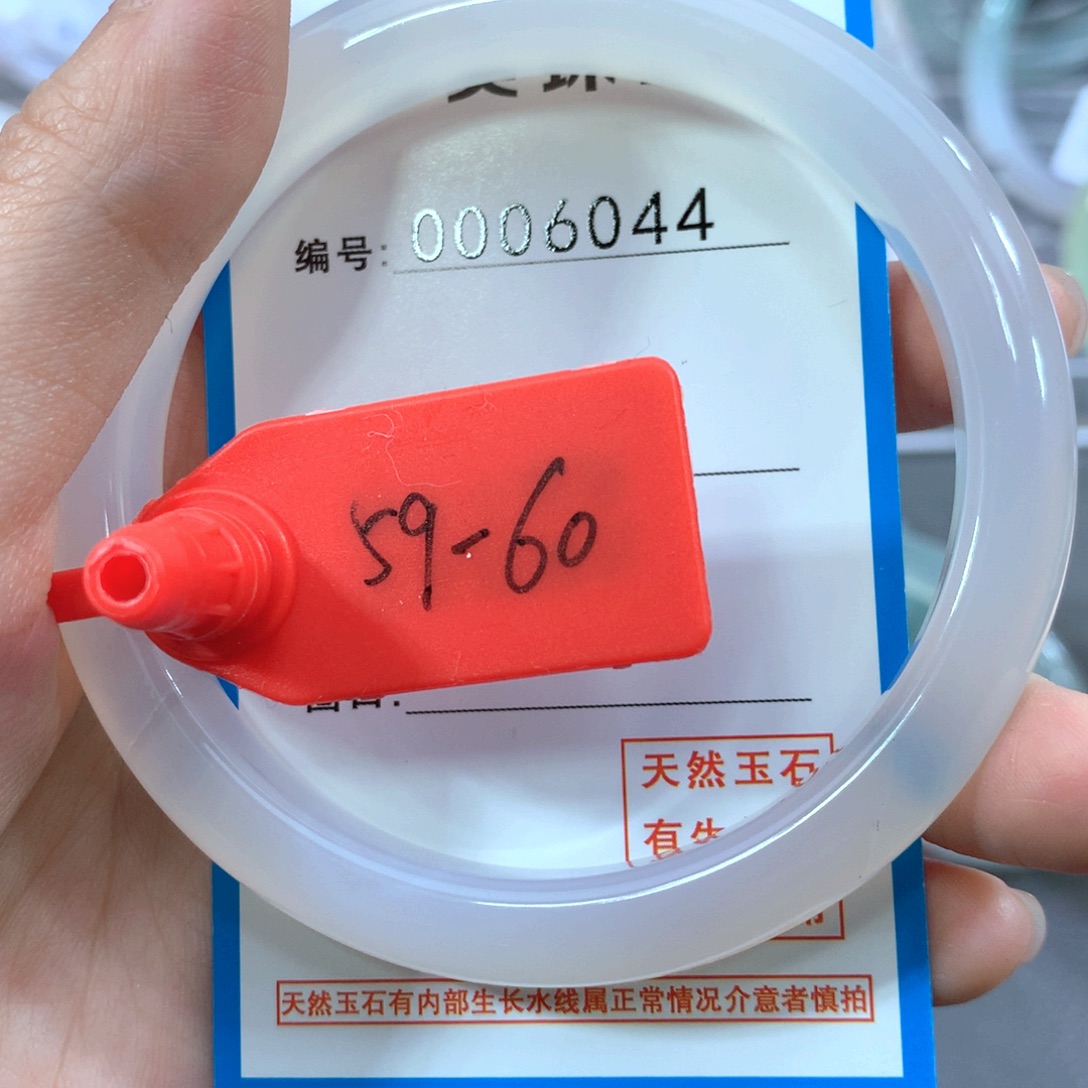 编号: 0006044
59-60
天然玉石
有生
天然玉石有内部生长水线属正常情况介意者慎拍